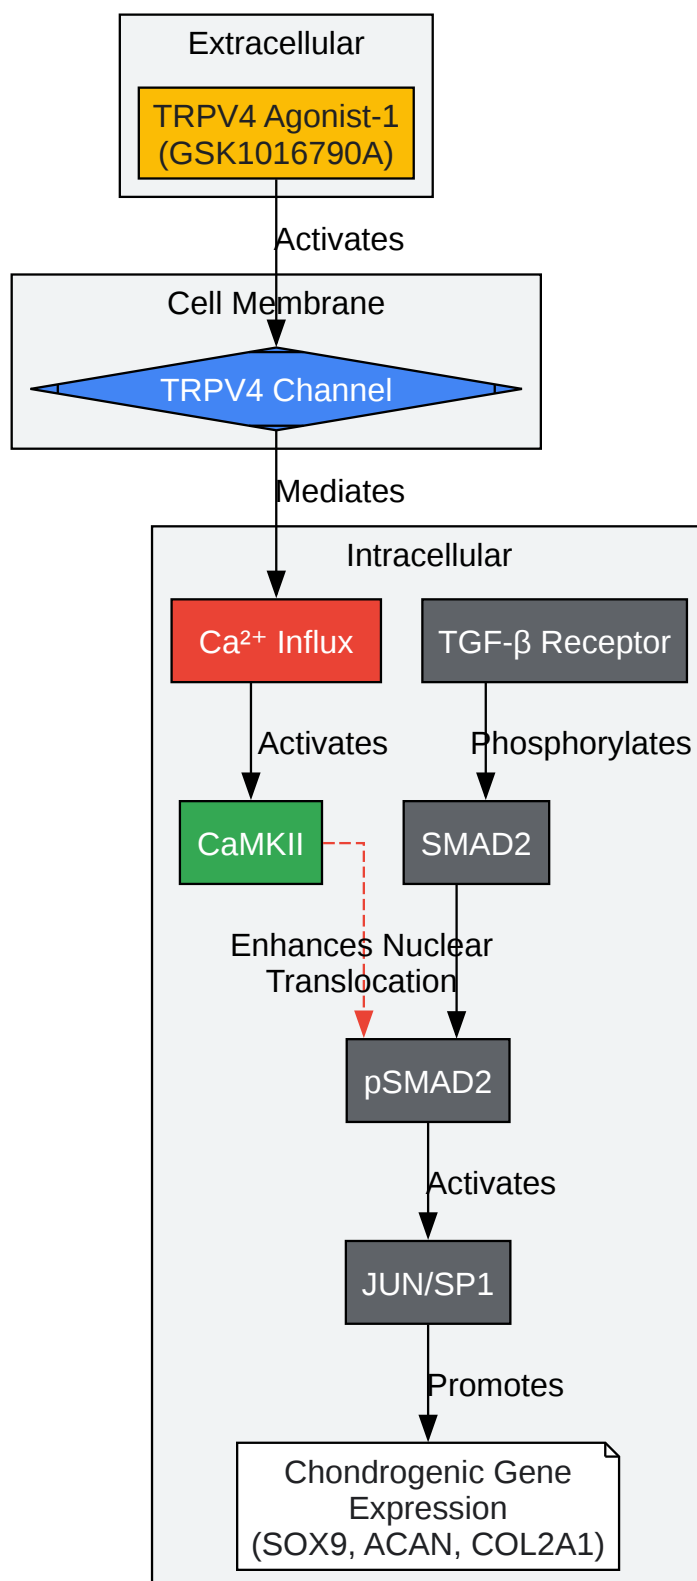 Extracellular
TRPV4 Agonist-1
(GSK1016790A)
Activates
Cell Membrane
TRPV4 Channel
Mediates
Intracellular
Ca²⁺ Influx
TGF-β Receptor
Activates
Phosphorylates
CaMKII
SMAD2
Enhances Nuclear
Translocation
pSMAD2
Activates
JUN/SP1
Promotes
Chondrogenic Gene
Expression
(SOX9, ACAN, COL2A1)